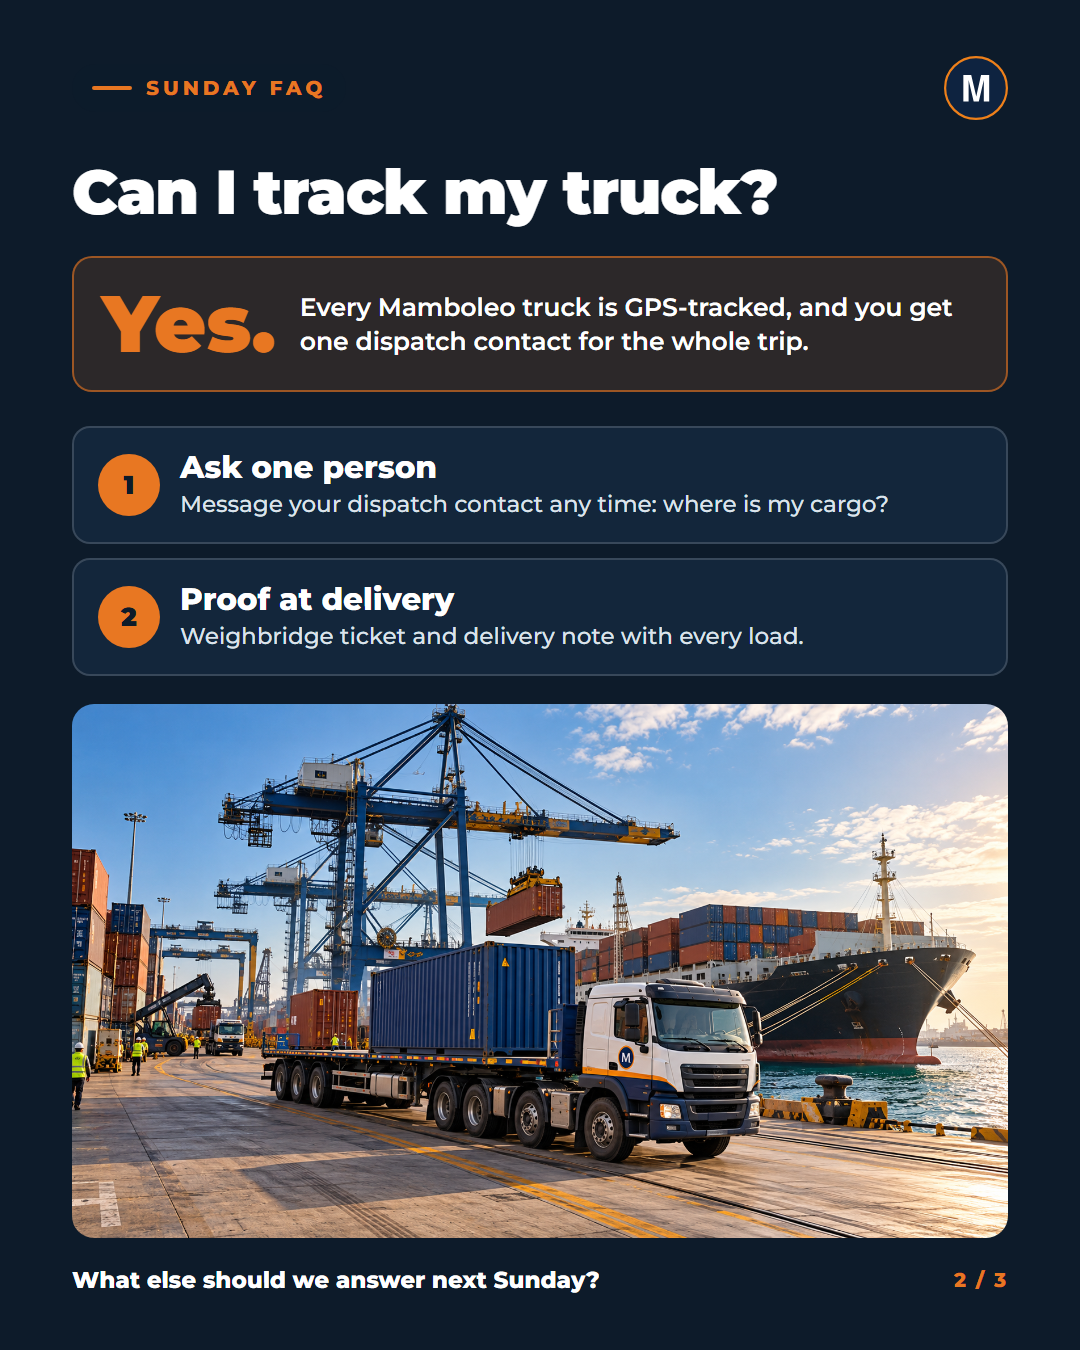 SUNDAY FAQ
M
Can I track my truck?
Yes.
Every Mamboleo truck is GPS-tracked, and you get
one dispatch contact for the whole trip.
1
Ask one person
Message your dispatch contact any time: where is my cargo?
2
Proof at delivery
Weighbridge ticket and delivery note with every load.
M
What else should we answer next Sunday?
2 / 3